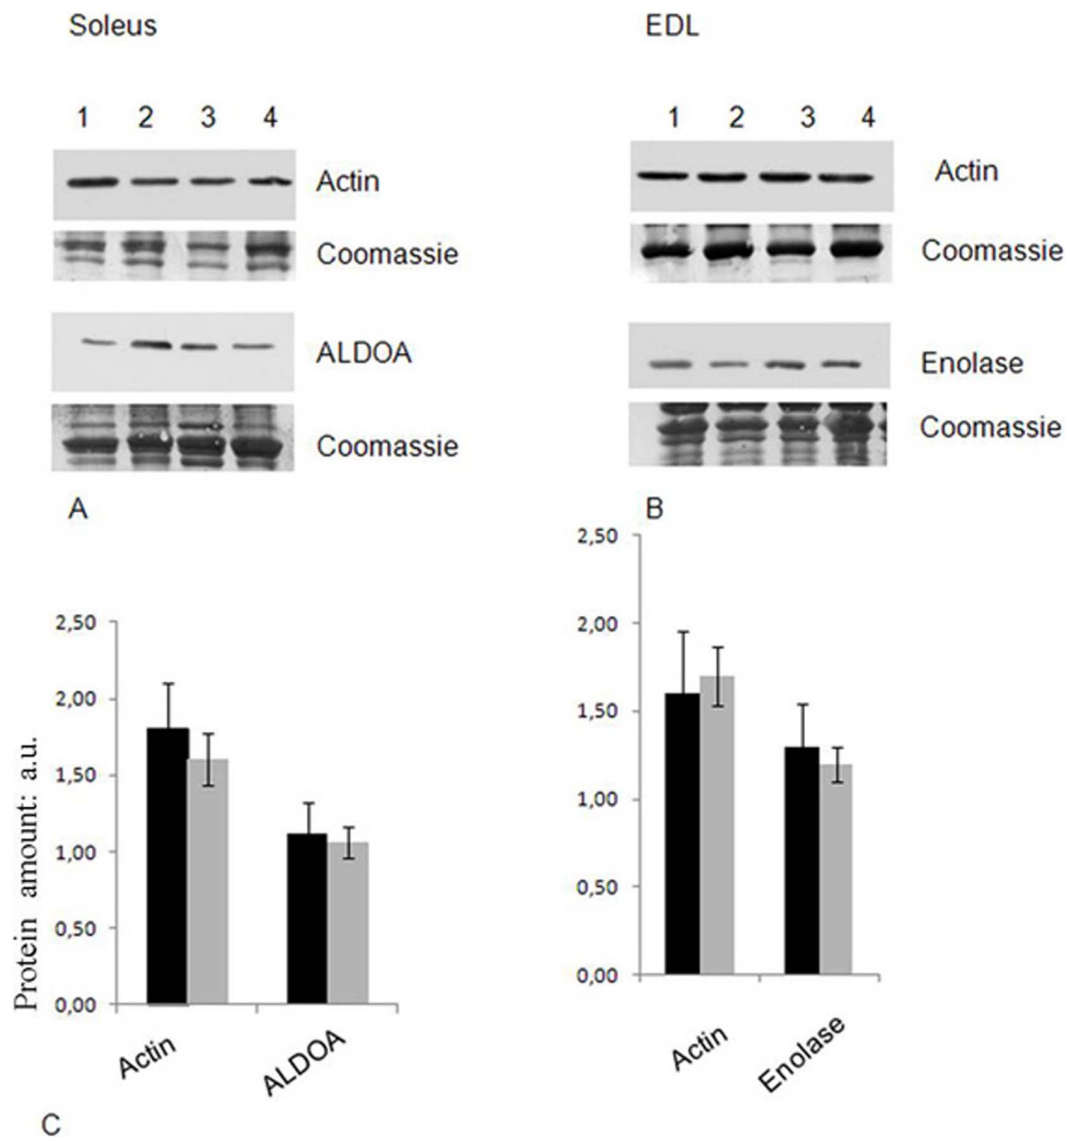 Soleus
1 2 3 4
Actin
Coomassie
ALDOA
Coomassie
A
EDL
1 2 3 4
Actin
Coomassie
Enolase
Coomassie
B
Protein amount: a.u.
2,50
2,00
1,50
1,00
0,50
0,00
Actin
ALDOA
2,50
2,00
1,50
1,00
0,50
0,00
Actin
Enolase
C